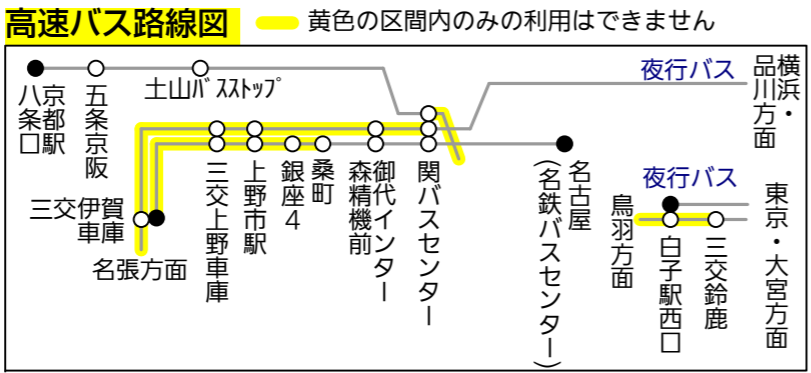 高速バス路線図
黄色の区間内のみの利用はできません
京都駅
八条口
五条京阪
土山バスストップ
夜行バス
横浜・
品川方面
三交伊賀
車庫
名張方面
三交上野車庫
上野市駅
銀座4
桑町
御代インター
森精機前
関バスセンター
名古屋
(名鉄バスセンター)
夜行バス
鳥羽方面
白子駅西口
三交鈴鹿
東京・大宮方面